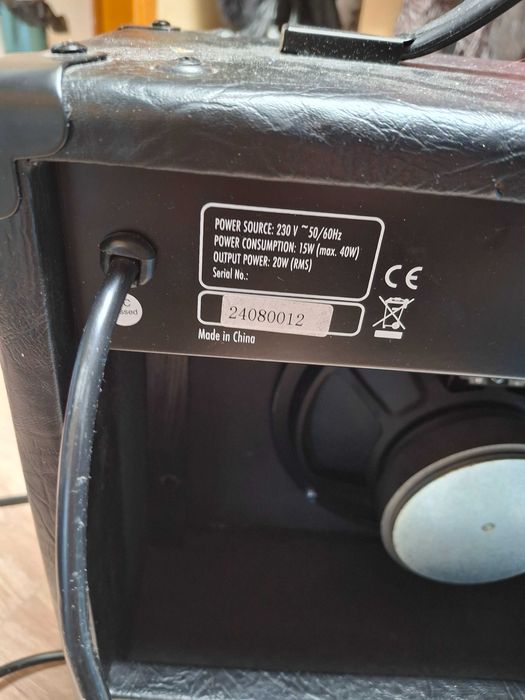 POWER SOURCE: 230 V ~50/60Hz
POWER CONSUMPTION: 15W (max. 40W)
OUTPUT POWER: 20W (RMS)
Serial No.:
CE
24080012
Made in China